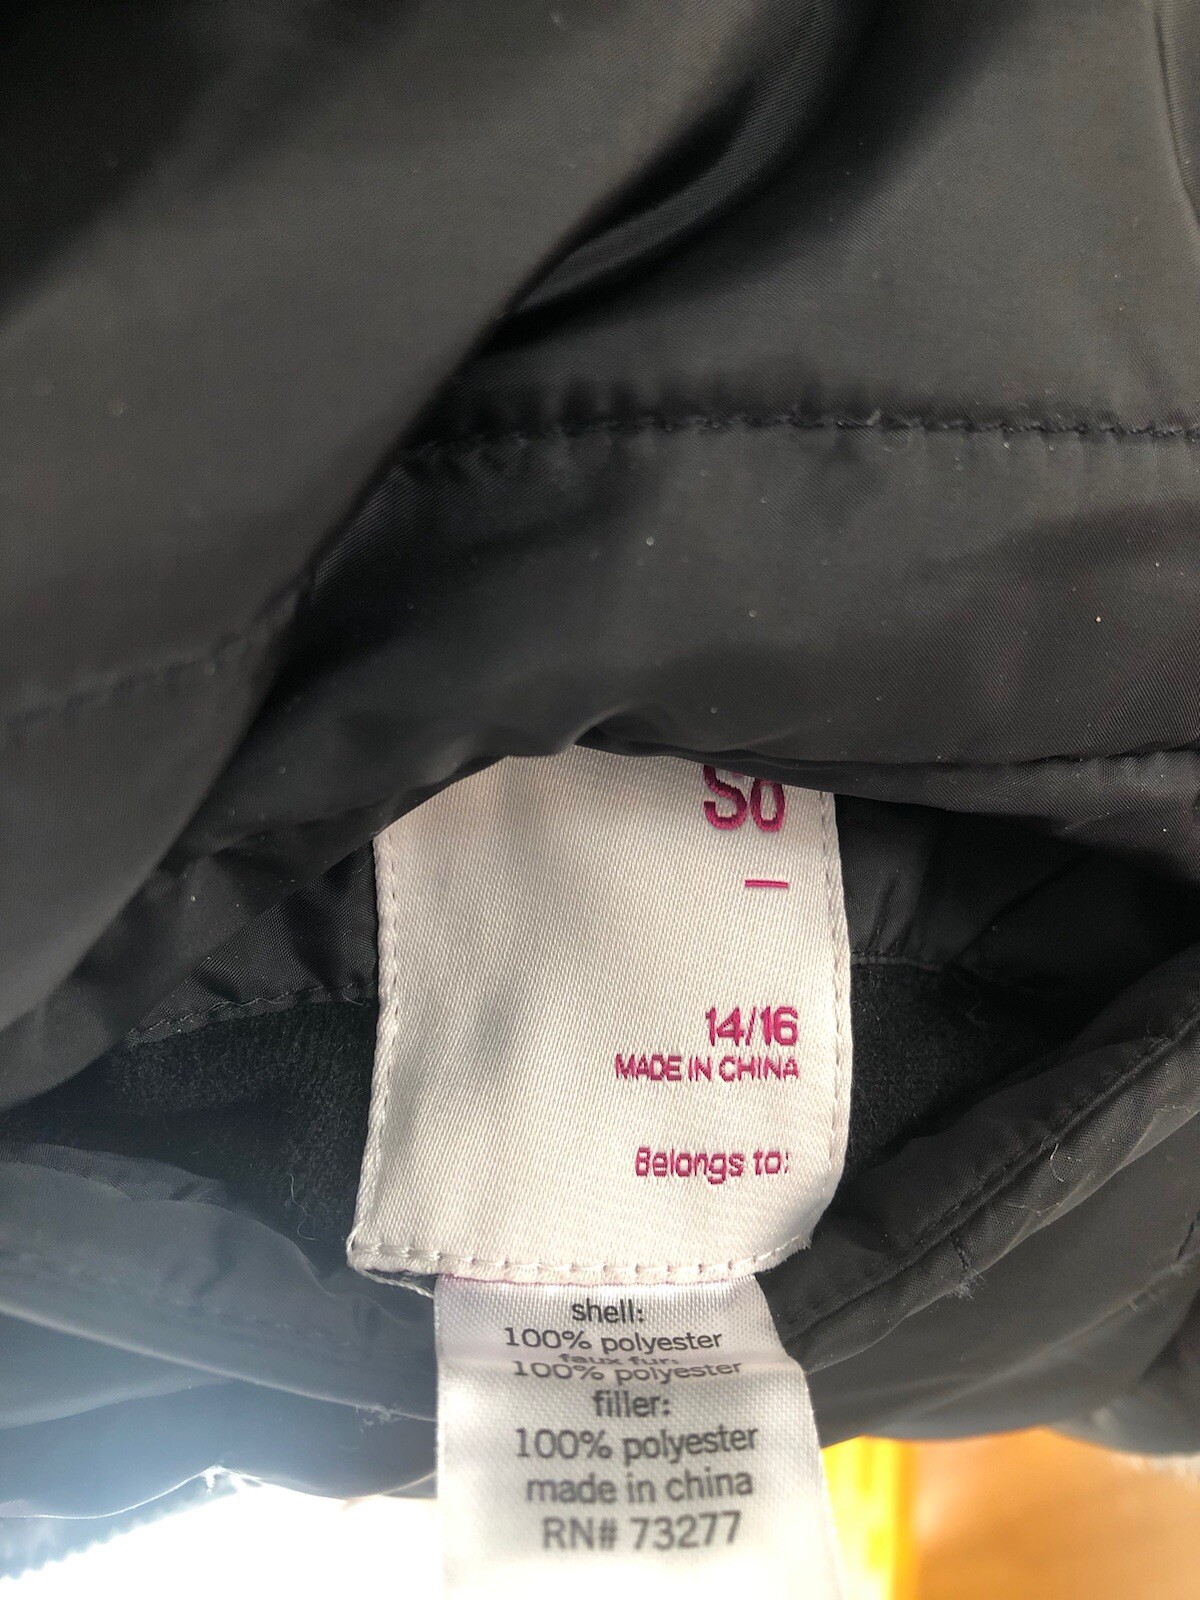 SO
14/16
MADE IN CHINA
Belongs to:
shell:
100% polyester
faux fur:
100% polyester
filler:
100% polyester
made in china
RN# 73277